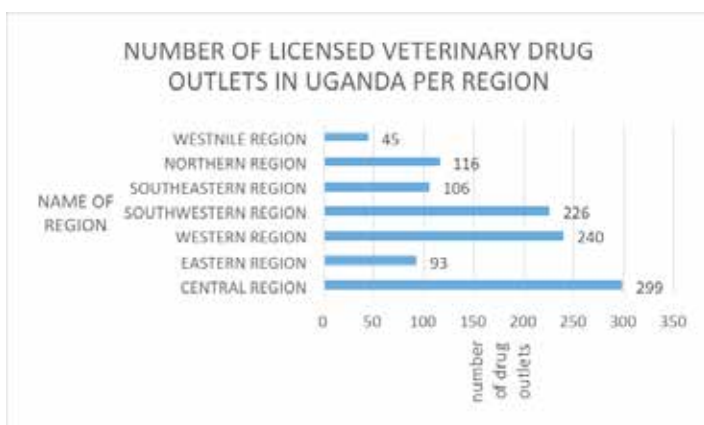 NUMBER OF LICENSED VETERINARY DRUG
OUTLETS IN UGANDA PER REGION
NAME OF
REGION
WESTNILE REGION 45
NORTHERN REGION 116
SOUTHEASTERN REGION 106
SOUTHWESTERN REGION 226
WESTERN REGION 240
EASTERN REGION 93
CENTRAL REGION 299
0 50 100 150 200 250 300 350
number
of drug
outlets